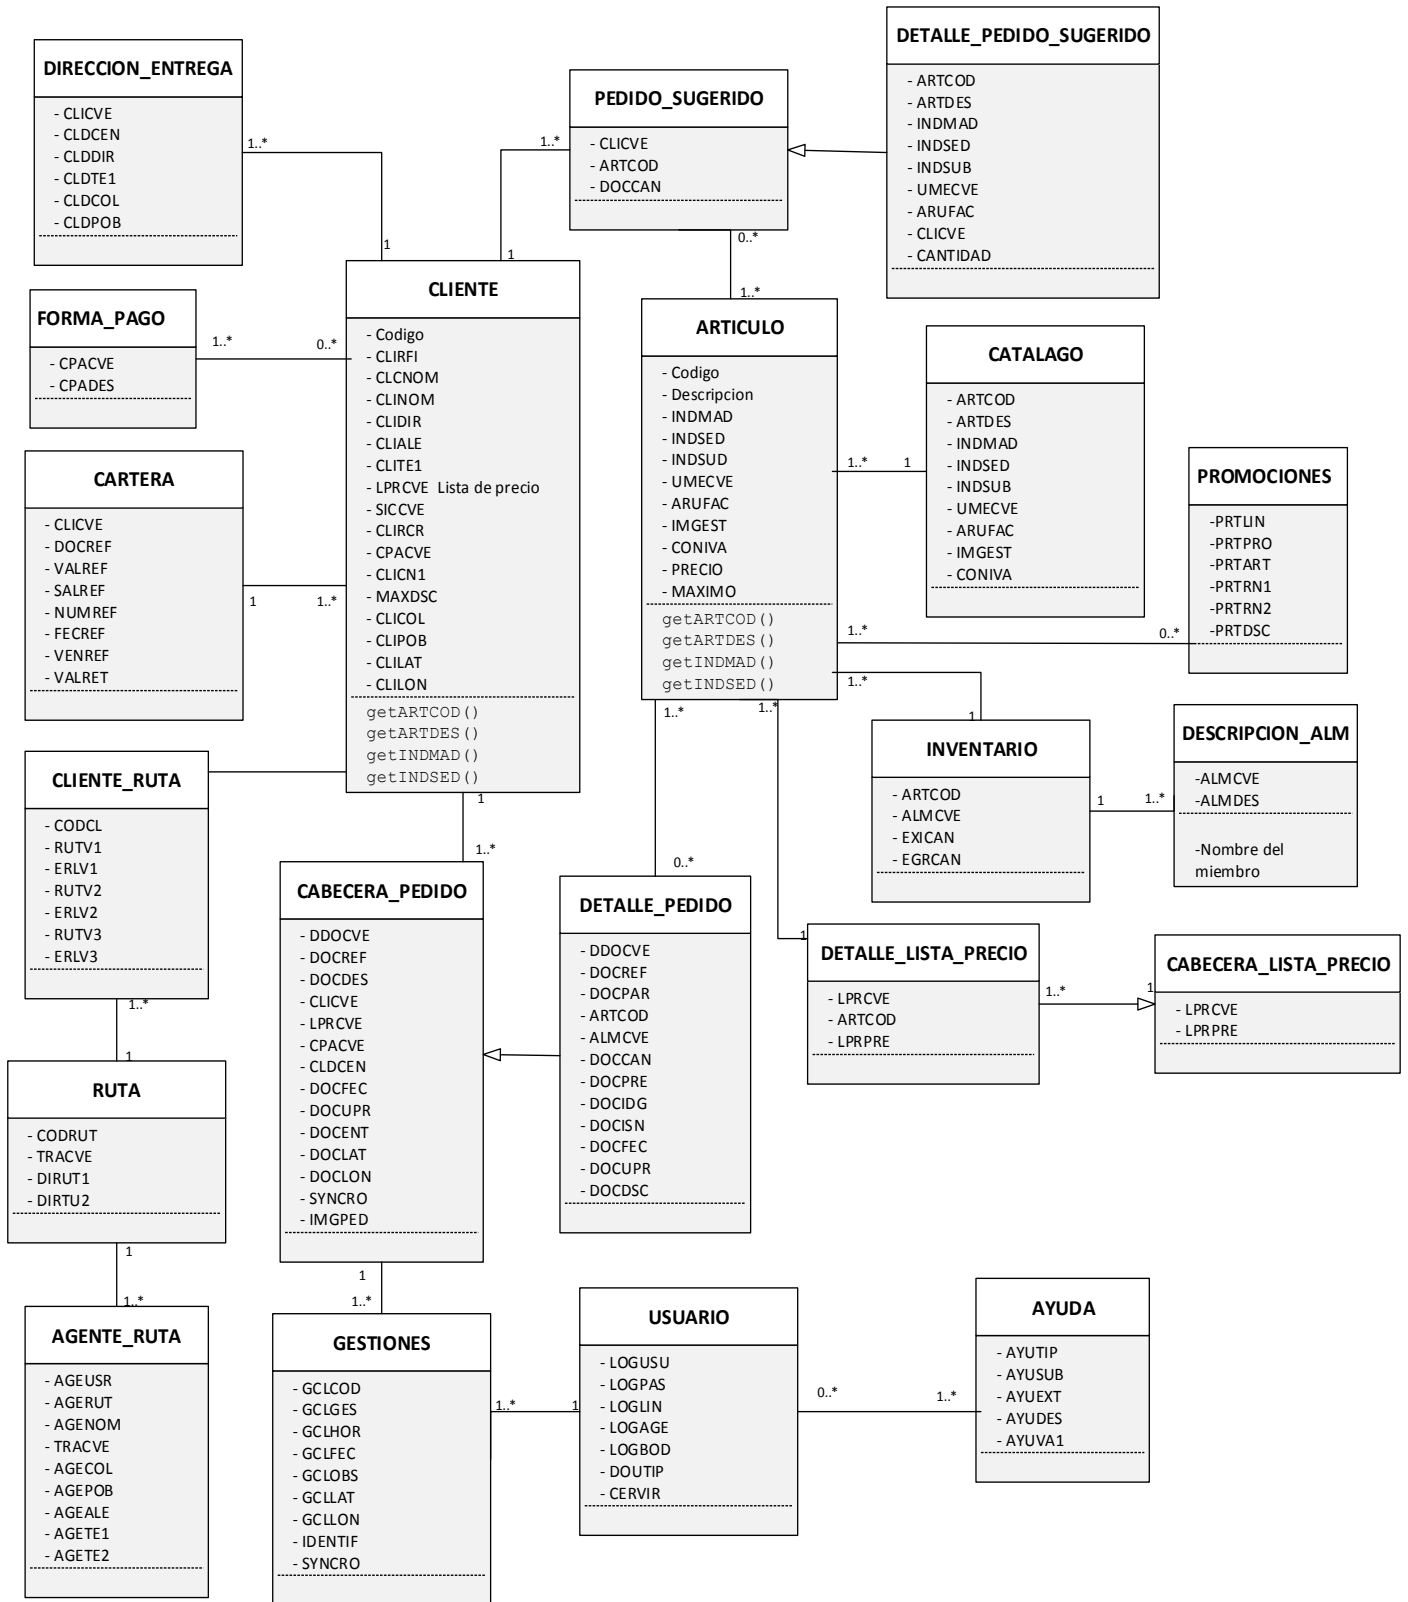 DETALLE_PEDIDO_SUGERIDO
- ARTCOD
- ARTDES
- INDMAD
- INDSED
- INDSUB
- UMECVE
- ARUFAC
- CLICVE
- CANTIDAD
DIRECCION_ENTREGA
- CLICVE
- CLDCEN
- CLDDIR
- CLDTE1
- CLDCOL
- CLDPOB
1..*
1
PEDIDO_SUGERIDO
- CLICVE
- ARTCOD
- DOCCAN
1..*
1
0..*
1..*
FORMA_PAGO
- CPACVE
- CPADES
1..*
0..*
CLIENTE
- Codigo
- CLIRFI
- CLCNOM
- CLINOM
- CLIDIR
- CLIALE
- CLITE1
- LPRCVE Lista de precio
- SICCVE
- CLIRCR
- CPACVE
- CLICN1
- MAXDSC
- CLICOL
- CLIPOB
- CLILAT
- CLILON
getARTCOD()
getARTDES()
getINDMAD()
getINDSED()
ARTICULO
- Codigo
- Descripcion
- INDMAD
- INDSED
- INDSUD
- UMECVE
- ARUFAC
- IMGEST
- CONIVA
- PRECIO
- MAXIMO
getARTCOD()
getARTDES()
getINDMAD()
getINDSED()
CATALAGO
- ARTCOD
- ARTDES
- INDMAD
- INDSED
- INDSUB
- UMECVE
- ARUFAC
- IMGEST
- CONIVA
1..*
1
PROMOCIONES
-PRTLIN
-PRTPRO
-PRTART
-PRTRN1
-PRTRN2
-PRTDSC
1..*
0..*
CARTERA
- CLICVE
- DOCREF
- VALREF
- SALREF
- NUMREF
- FECREF
- VENREF
- VALRET
1
1..*
1..*
1
INVENTARIO
- ARTCOD
- ALMCVE
- EXICAN
- EGRCAN
1
1..*
DESCRIPCION_ALM
-ALMCVE
-ALMDES
-Nombre del
miembro
CLIENTE_RUTA
- CODCL
- RUTV1
- ERLV1
- RUTV2
- ERLV2
- RUTV3
- ERLV3
1..*
1
1
1..*
CABECERA_PEDIDO
- DDOCVE
- DOCREF
- DOCDES
- CLICVE
- LPRCVE
- CPACVE
- CLDCEN
- DOCFEC
- DOCUPR
- DOCENT
- DOCLAT
- DOCLON
- SYNCRO
- IMGPED
1..*
0..*
DETALLE_PEDIDO
- DDOCVE
- DOCREF
- DOCPAR
- ARTCOD
- ALMCVE
- DOCCAN
- DOCPRE
- DOCIDG
- DOCISN
- DOCFEC
- DOCUPR
- DOCDSC
1..*
1
DETALLE_LISTA_PRECIO
- LPRCVE
- ARTCOD
- LPRPRE
1..*
1
CABECERA_LISTA_PRECIO
- LPRCVE
- LPRPRE
RUTA
- CODRUT
- TRACVE
- DIRUT1
- DIRTU2
1
1..*
AGENTE_RUTA
- AGEUSR
- AGERUT
- AGENOM
- TRACVE
- AGECOL
- AGEPOB
- AGEALE
- AGETE1
- AGETE2
1
1..*
GESTIONES
- GCLCOD
- GCLGES
- GCLHOR
- GCLFEC
- GCLOBS
- GCLLAT
- GCLLON
- IDENTIF
- SYNCRO
1..*
1
USUARIO
- LOGUSU
- LOGPAS
- LOGLIN
- LOGAGE
- LOGBOD
- DOUTIP
- CERVIR
0..*
1..*
AYUDA
- AYUTIP
- AYUSUB
- AYUEXT
- AYUDES
- AYUVA1